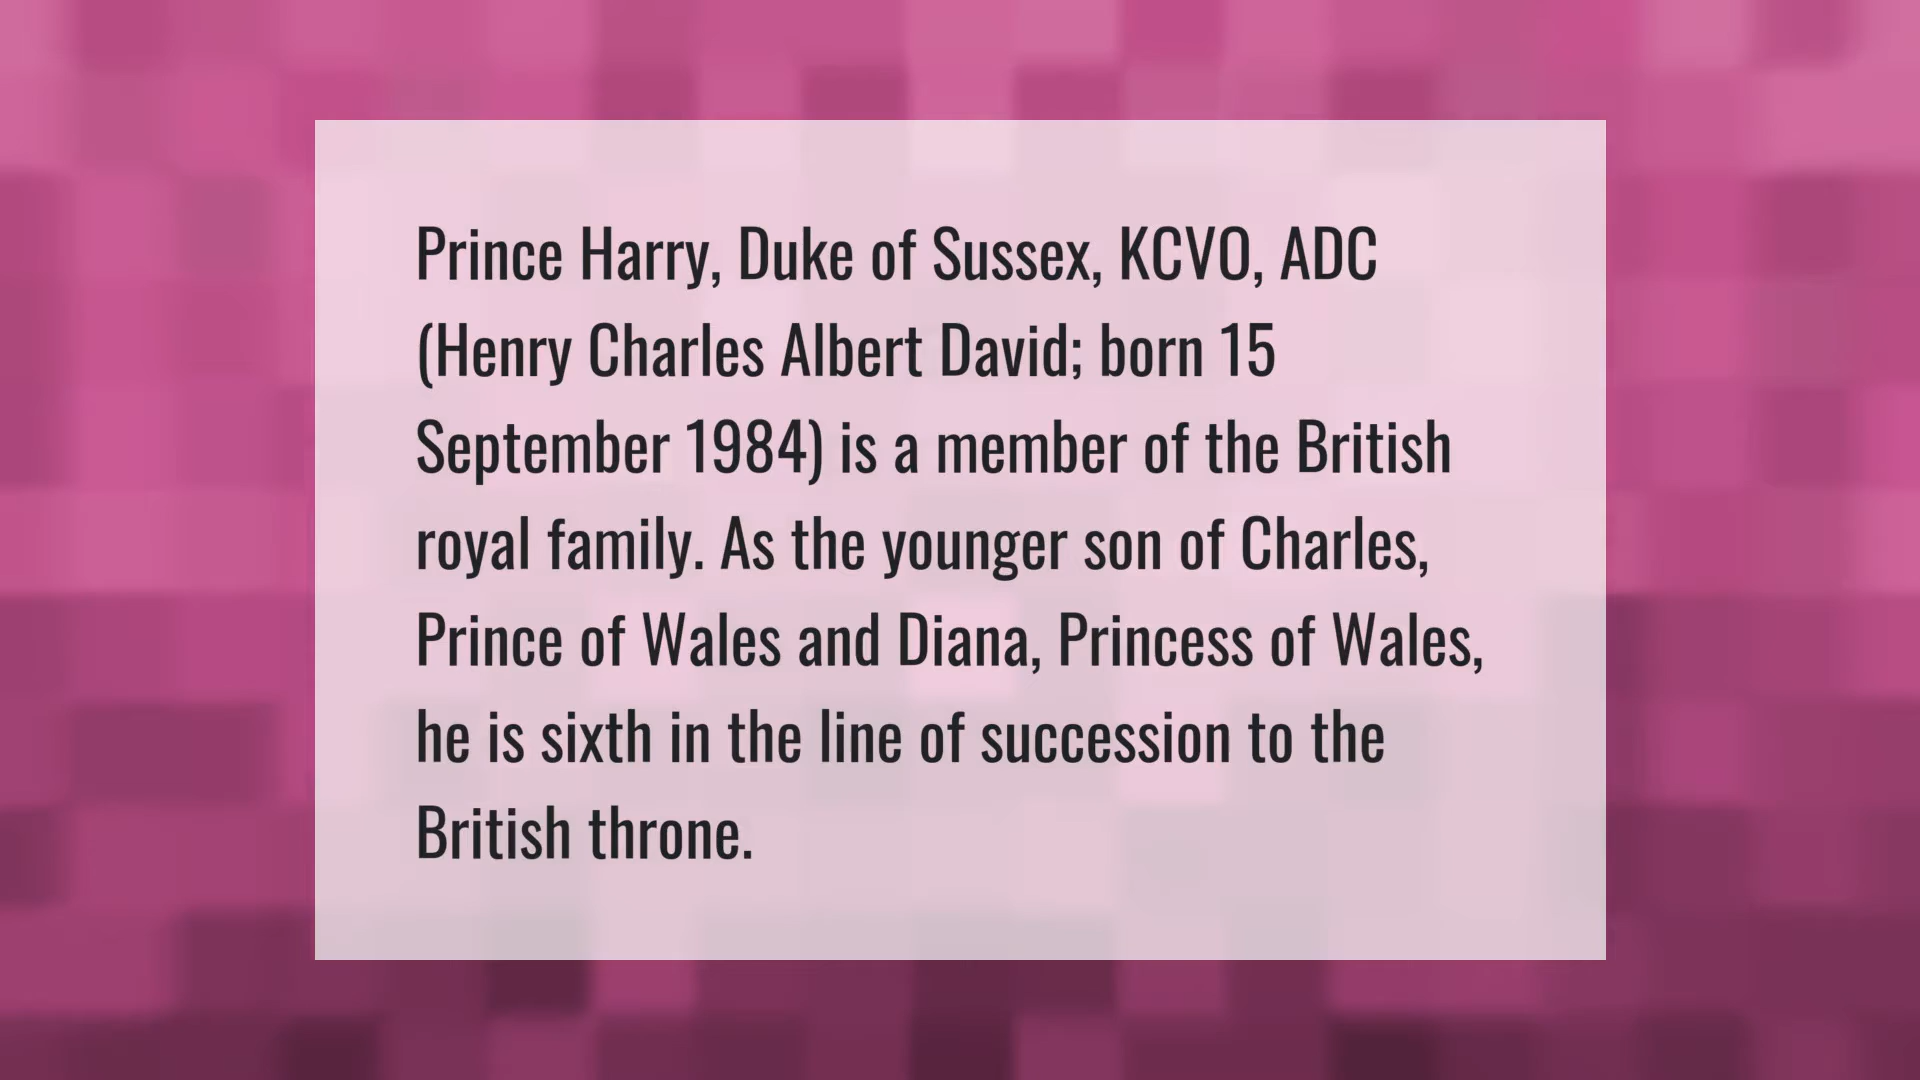 Prince Harry, Duke of Sussex, KCVO, ADC
(Henry Charles Albert David; born 15
September 1984) is a member of the British
royal family. As the younger son of Charles,
Prince of Wales and Diana, Princess of Wales,
he is sixth in the line of succession to the
British throne.